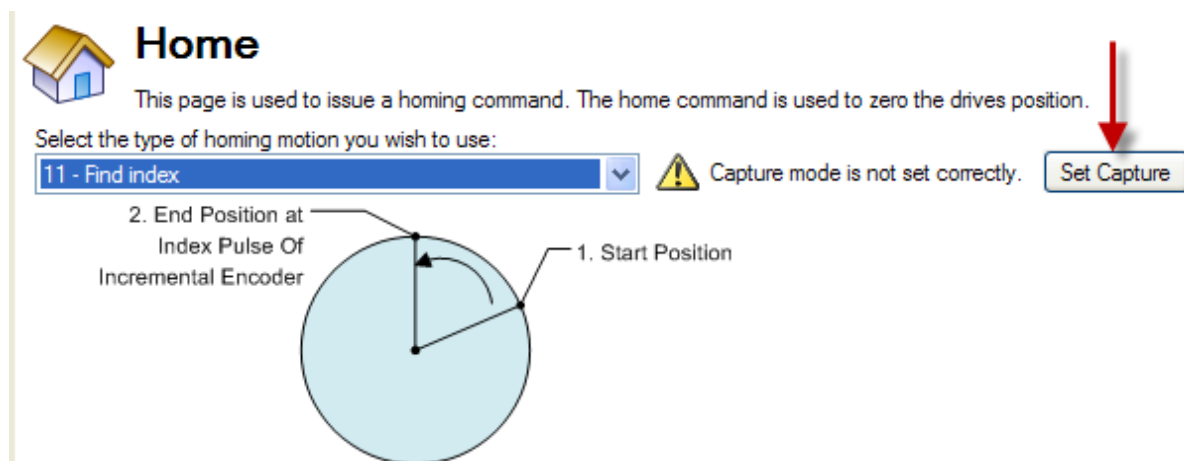 Home
This page is used to issue a homing command. The home command is used to zero the drives position.
Select the type of homing motion you wish to use:
11 - Find index
Capture mode is not set correctly.
Set Capture
2. End Position at
Index Pulse Of
Incremental Encoder
1. Start Position